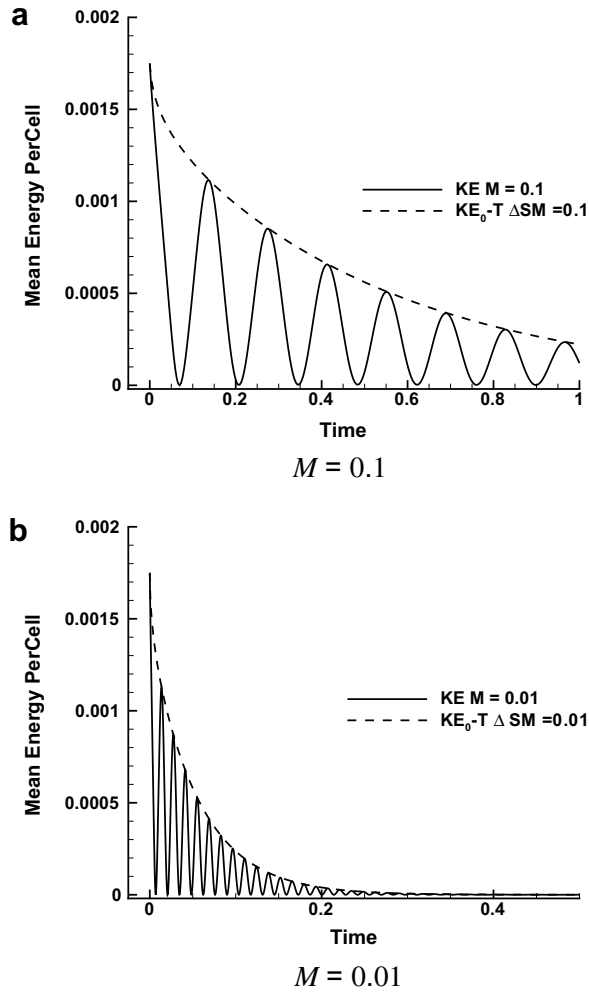 a
0.002
0.0015
0.001
0.0005
0
Mean Energy PerCell
KE M = 0.1
KE₀-T ΔSM =0.1
0 0.2 0.4 0.6 0.8 1
Time
M = 0.1
b
0.002
0.0015
0.001
0.0005
0
Mean Energy PerCell
KE M = 0.01
KE₀-T Δ SM =0.01
0 0.2 0.4
Time
M = 0.01